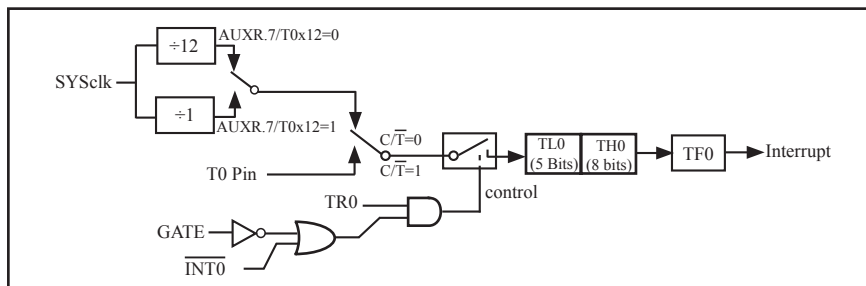 ÷12
AUXR.7/T0x12=0
SYSclk
÷1
AUXR.7/T0x12=1
C/T̅=0
C/T̅=1
T0 Pin
TL0
(5 Bits)
TH0
(8 bits)
TF0
Interrupt
control
TR0
GATE
I̅N̅T̅0̅